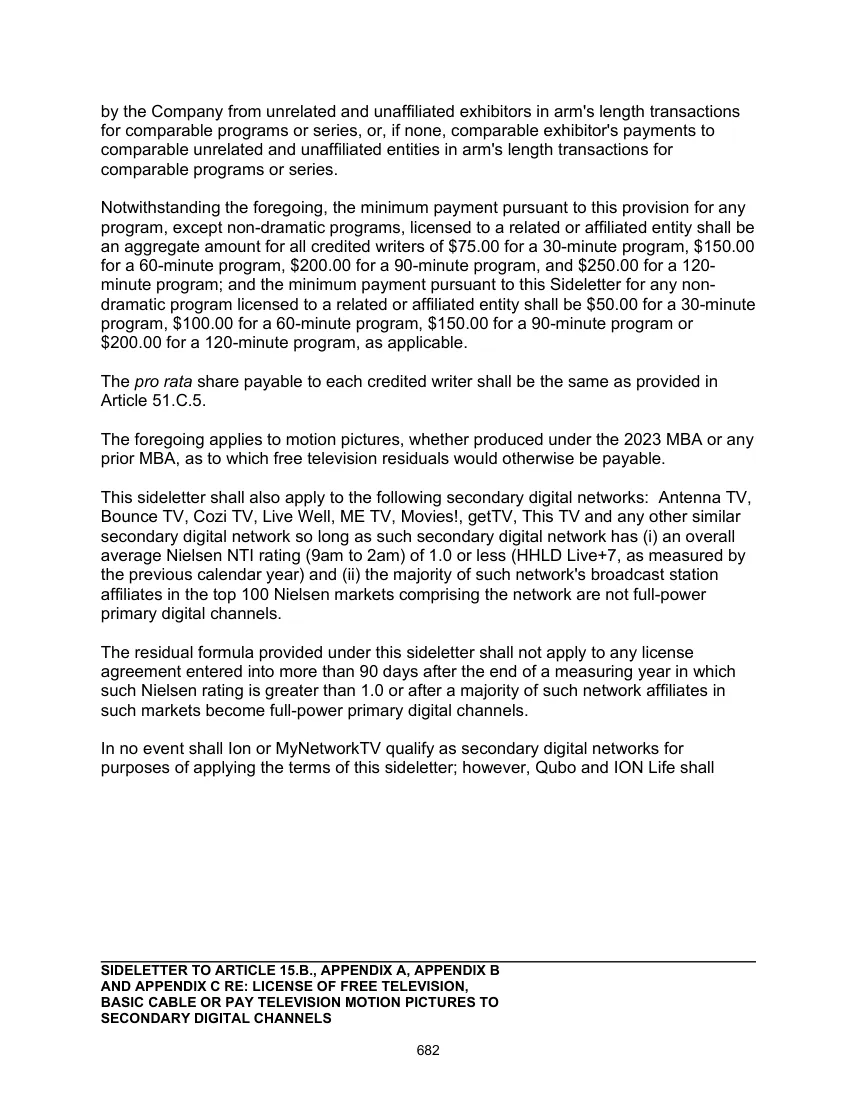 by the Company from unrelated and unaffiliated exhibitors in arm's length transactions
for comparable programs or series, or, if none, comparable exhibitor's payments to
comparable unrelated and unaffiliated entities in arm's length transactions for
comparable programs or series.
Notwithstanding the foregoing, the minimum payment pursuant to this provision for any
program, except non-dramatic programs, licensed to a related or affiliated entity shall be
an aggregate amount for all credited writers of $75.00 for a 30-minute program, $150.00
for a 60-minute program, $200.00 for a 90-minute program, and $250.00 for a 120-
minute program; and the minimum payment pursuant to this Sideletter for any non-
dramatic program licensed to a related or affiliated entity shall be $50.00 for a 30-minute
program, $100.00 for a 60-minute program, $150.00 for a 90-minute program or
$200.00 for a 120-minute program, as applicable.
The pro rata share payable to each credited writer shall be the same as provided in
Article 51.C.5.
The foregoing applies to motion pictures, whether produced under the 2023 MBA or any
prior MBA, as to which free television residuals would otherwise be payable.
This sideletter shall also apply to the following secondary digital networks:  Antenna TV,
Bounce TV, Cozi TV, Live Well, ME TV, Movies!, getTV, This TV and any other similar
secondary digital network so long as such secondary digital network has (i) an overall
average Nielsen NTI rating (9am to 2am) of 1.0 or less (HHLD Live+7, as measured by
the previous calendar year) and (ii) the majority of such network's broadcast station
affiliates in the top 100 Nielsen markets comprising the network are not full-power
primary digital channels.
The residual formula provided under this sideletter shall not apply to any license
agreement entered into more than 90 days after the end of a measuring year in which
such Nielsen rating is greater than 1.0 or after a majority of such network affiliates in
such markets become full-power primary digital channels.
In no event shall Ion or MyNetworkTV qualify as secondary digital networks for
purposes of applying the terms of this sideletter; however, Qubo and ION Life shall
SIDELETTER TO ARTICLE 15.B., APPENDIX A, APPENDIX B
AND APPENDIX C RE: LICENSE OF FREE TELEVISION,
BASIC CABLE OR PAY TELEVISION MOTION PICTURES TO
SECONDARY DIGITAL CHANNELS
682